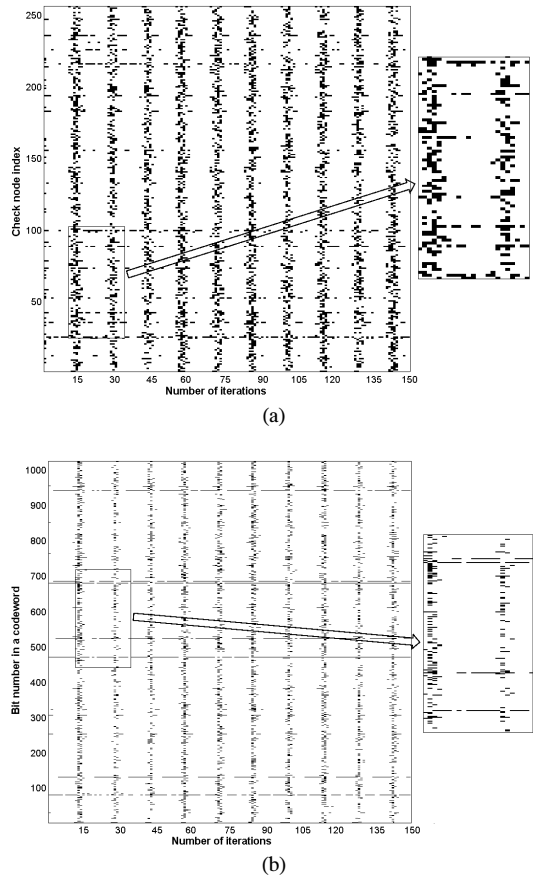 250
200
150
100
50
Check node index
15 30 45 60 75 90 105 120 135 150
Number of iterations
(a)
1000
900
800
700
600
500
400
300
200
100
Bit number in a codeword
15 30 45 60 75 90 105 120 135 150
Number of iterations
(b)